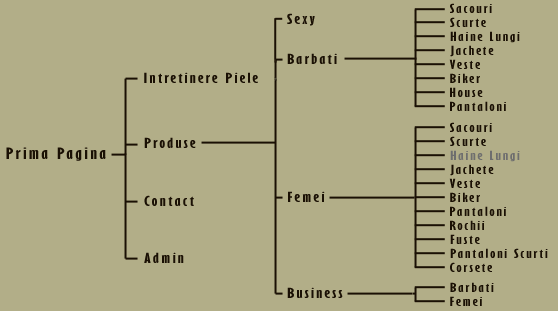 Prima Pagina
Intretinere Piele
Produse
Contact
Admin
Sexy
Barbati
Femei
Business
Sacouri
Scurte
Haine Lungi
Jachete
Veste
Biker
House
Pantaloni
Sacouri
Scurte
Haine Lungi
Jachete
Veste
Biker
Pantaloni
Rochii
Fuste
Pantaloni Scurti
Corsete
Barbati
Femei